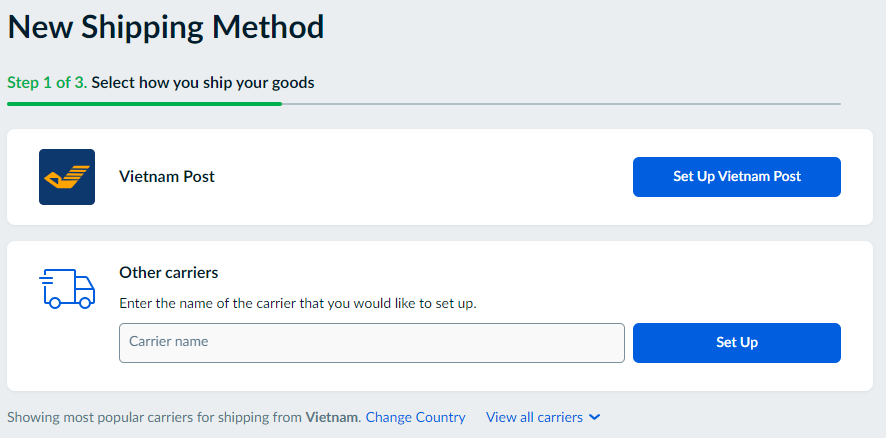 New Shipping Method
Step 1 of 3. Select how you ship your goods
Vietnam Post
Set Up Vietnam Post
Other carriers
Enter the name of the carrier that you would like to set up.
Carrier name
Set Up
Showing most popular carriers for shipping from Vietnam. Change Country View all carriers